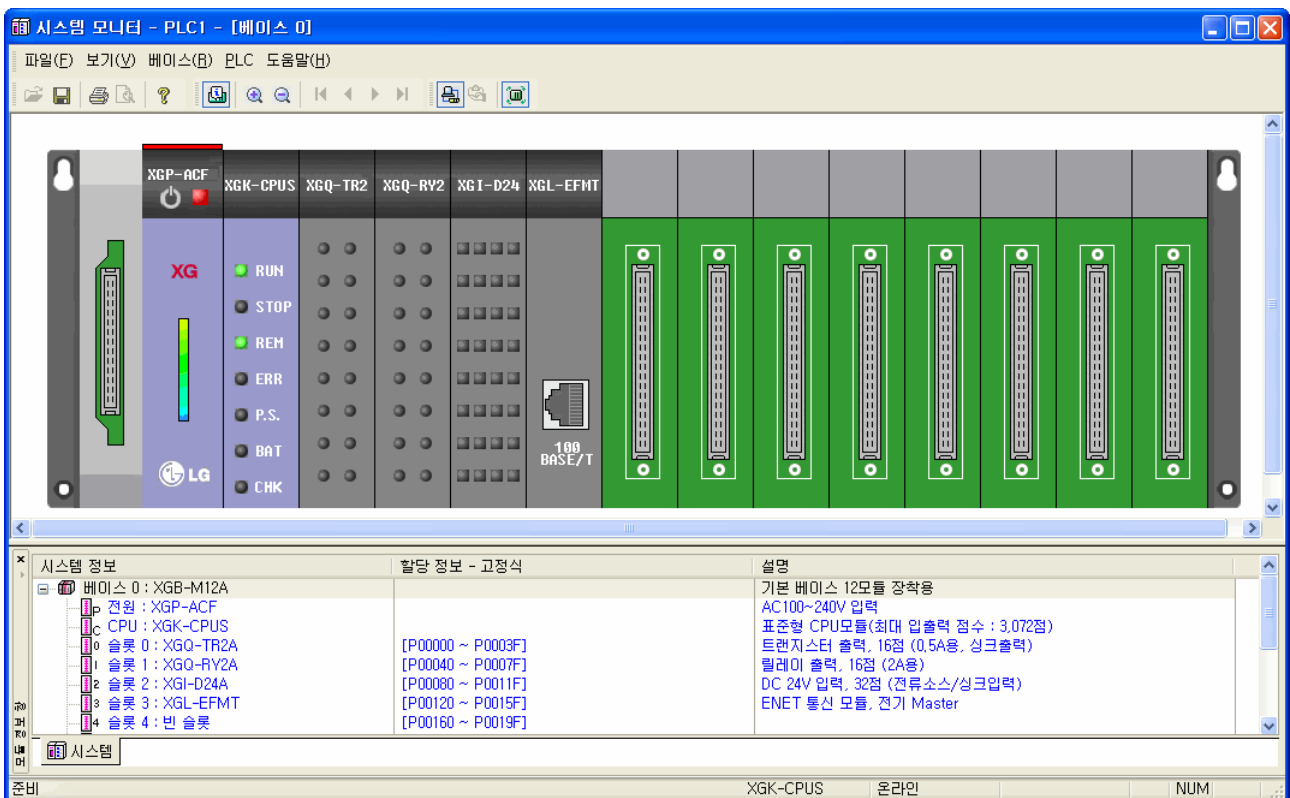 시스템 모니터 - PLC1 - [베이스 0]
파일(F) 보기(V) 베이스(B) PLC 도움말(H)
XGP-ACF XGK-CPUS XGQ-TR2 XGQ-RY2 XGI-D24 XGL-EFMT
XG
RUN
STOP
REM
ERR
P.S.
BAT
CHK
LG
100
BASE/T
시스템 정보 할당 정보 - 고정식 설명
베이스 0 : XGB-M12A 기본 베이스 12모듈 장착용
전원 : XGP-ACF AC100~240V 입력
CPU : XGK-CPUS 표준형 CPU모듈(최대 입출력 점수 : 3,072점)
슬롯 0 : XGQ-TR2A [P00000 ~ P0003F] 트랜지스터 출력, 16점 (0,5A용, 싱크출력)
슬롯 1 : XGQ-RY2A [P00040 ~ P0007F] 릴레이 출력, 16점 (2A용)
슬롯 2 : XGI-D24A [P00080 ~ P0011F] DC 24V 입력, 32점 (전류소스/싱크입력)
슬롯 3 : XGL-EFMT [P00120 ~ P0015F] ENET 통신 모듈, 전기 Master
슬롯 4 : 빈 슬롯 [P00160 ~ P0019F]
시스템
준비 XGK-CPUS 온라인 NUM